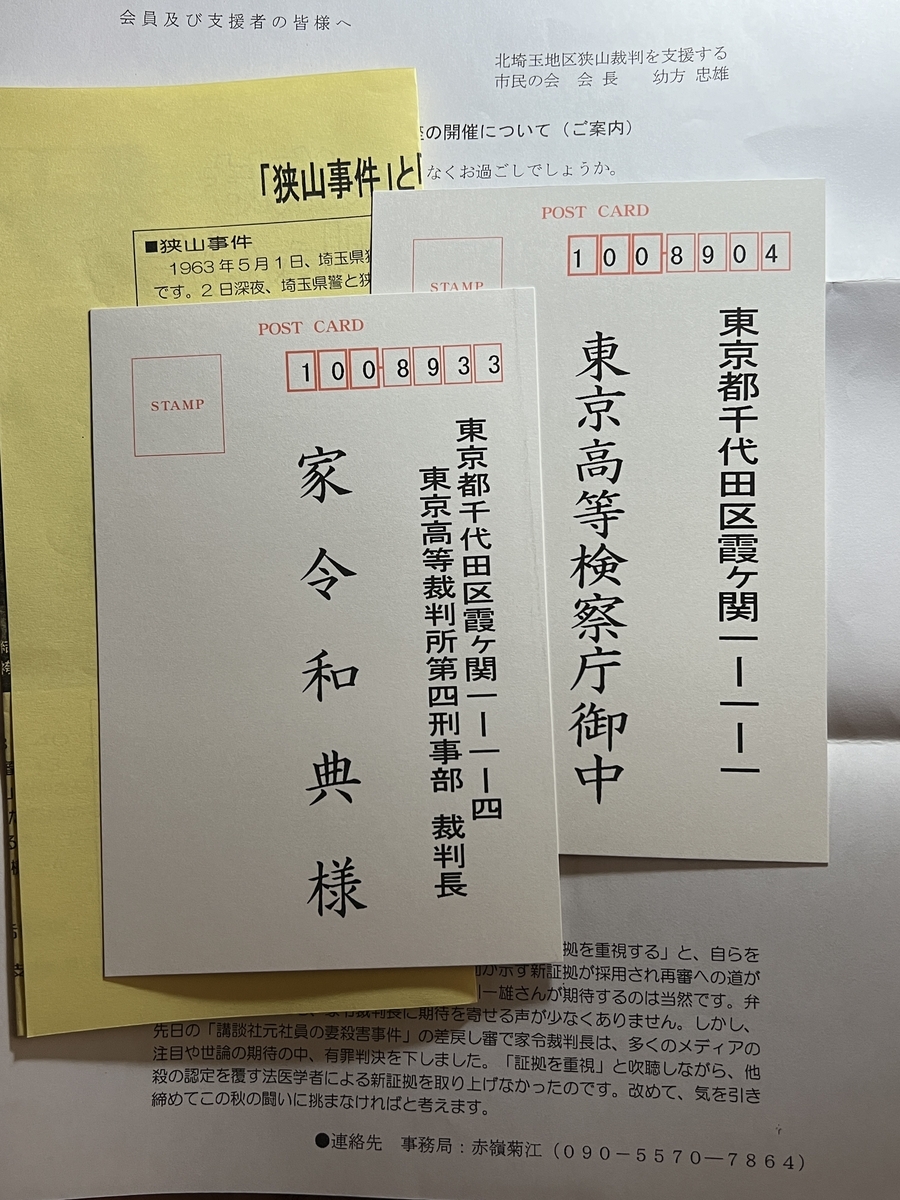 会員及び支援者の皆様へ
北埼玉地区狭山裁判を支援する
市民の会　会 長　　幼方 忠雄
の開催について（ご案内）
なくお過ごしでしょうか。
「狭山事件」と
■狭山事件
1963年5月1日、埼玉県
です。2日深夜、埼玉県警と狭
POST CARD
STAMP
1008904
東京都千代田区霞ヶ関一ー一ー一
東京高等検察庁御中
POST CARD
STAMP
1008933
東京都千代田区霞ヶ関一ー一ー四
東京高等裁判所第四刑事部　裁判長
家令和典様
拠を重視する」と、自らを
が示す新証拠が採用され再審への道が
一雄さんが期待するのは当然です。弁
家令裁判長に期待を寄せる声が少なくありません。しかし、
先日の「講談社元社員の妻殺害事件」の差戻し審で家令裁判長は、多くのメディアの
注目や世論の期待の中、有罪判決を下しました。「証拠を重視」と吹聴しながら、他
殺の認定を覆す法医学者による新証拠を取り上げなかったのです。改めて、気を引き
締めてこの秋の闘いに挑まなければと考えます。
●連絡先　事務局：赤嶺菊江（０９０－５５７０―７８６４）